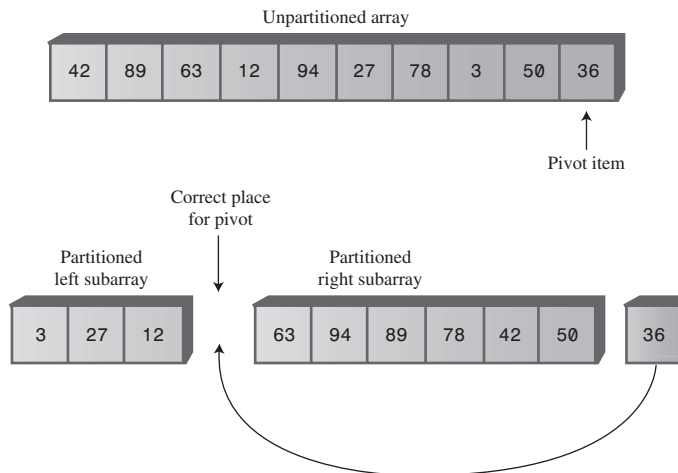 Unpartitioned array
42 89 63 12 94 27 78 3 50 36
Pivot item
Correct place
for pivot
Partitioned
left subarray
Partitioned
right subarray
3 27 12
63 94 89 78 42 50
36